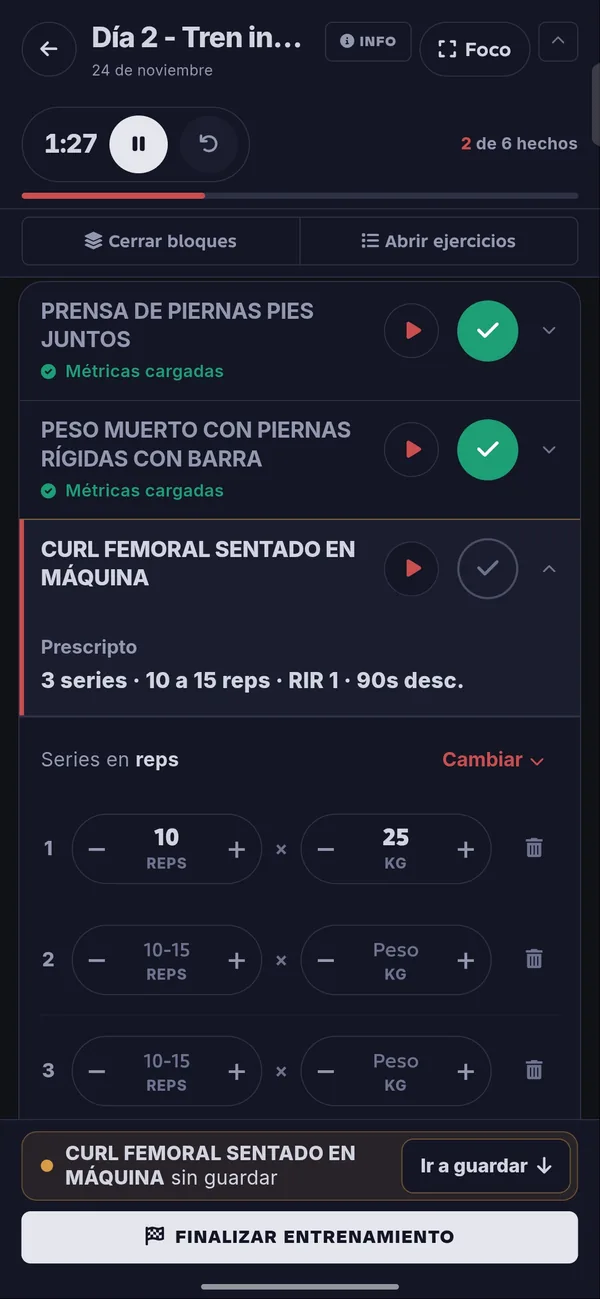 Día 2 - Tren in...
INFO
Foco
24 de noviembre
1:27
2 de 6 hechos
Cerrar bloques
Abrir ejercicios
PRENSA DE PIERNAS PIES
JUNTOS
Métricas cargadas
PESO MUERTO CON PIERNAS
RÍGIDAS CON BARRA
Métricas cargadas
CURL FEMORAL SENTADO EN
MÁQUINA
Prescripto
3 series · 10 a 15 reps · RIR 1 · 90s desc.
Series en reps
Cambiar
1 − 10 REPS + × − 25 KG +
2 − 10-15 REPS + × − Peso KG +
3 − 10-15 REPS + × − Peso KG +
CURL FEMORAL SENTADO EN
MÁQUINA sin guardar
Ir a guardar ↓
FINALIZAR ENTRENAMIENTO